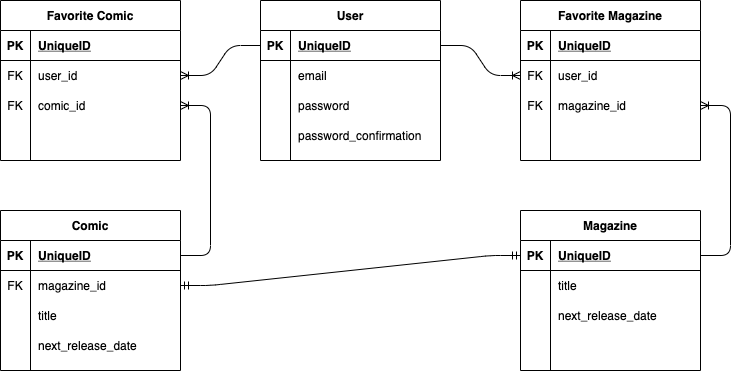 Favorite Comic
PK UniqueID
FK user_id
FK comic_id
User
PK UniqueID
email
password
password_confirmation
Favorite Magazine
PK UniqueID
FK user_id
FK magazine_id
Comic
PK UniqueID
FK magazine_id
title
next_release_date
Magazine
PK UniqueID
title
next_release_date